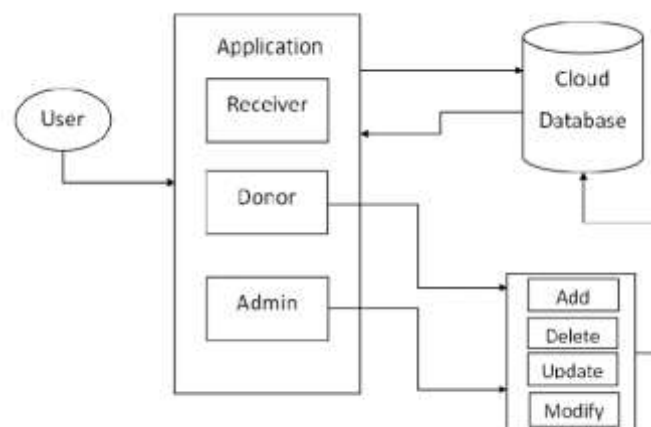 User
Application
Receiver
Donor
Admin
Cloud
Database
Add
Delete
Update
Modify